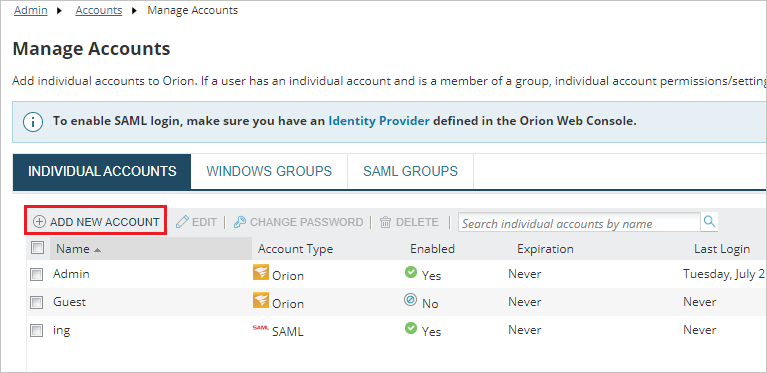 Admin ▶ Accounts ▶ Manage Accounts
Manage Accounts
Add individual accounts to Orion. If a user has an individual account and is a member of a group, individual account permissions/setting
To enable SAML login, make sure you have an Identity Provider defined in the Orion Web Console.
INDIVIDUAL ACCOUNTS WINDOWS GROUPS SAML GROUPS
ADD NEW ACCOUNT EDIT CHANGE PASSWORD DELETE Search individual accounts by name
Name Account Type Enabled Expiration Last Login
Admin Orion Yes Never Tuesday, July 2
Guest Orion No Never Never
ing SAML SAML Yes Never Never